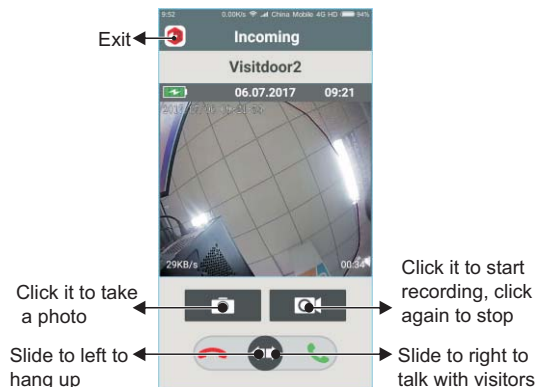 9:52 0.00K/s China Mobile 4G HD 94%
Exit
Incoming
Visitdoor2
06.07.2017 09:21
29KB/s 00:34
Click it to take
a photo
Click it to start
recording, click
again to stop
Slide to left to
hang up
Slide to right to
talk with visitors